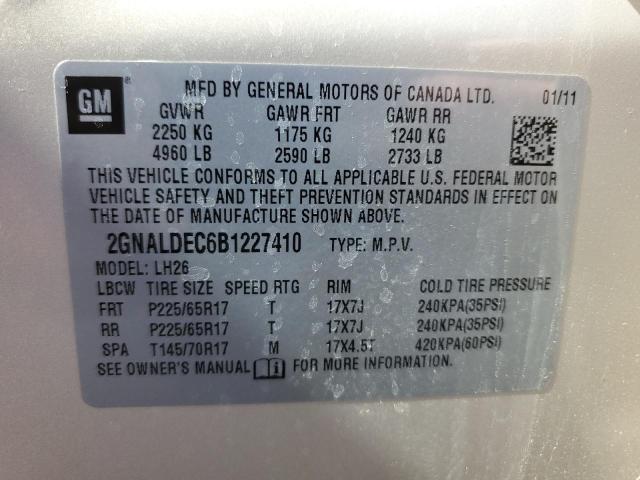 GM
MFD BY GENERAL MOTORS OF CANADA LTD. 01/11
GVWR GAWR FRT GAWR RR
2250 KG 1175 KG 1240 KG
4960 LB 2590 LB 2733 LB
THIS VEHICLE CONFORMS TO ALL APPLICABLE U.S. FEDERAL MOTOR
VEHICLE SAFETY AND THEFT PREVENTION STANDARDS IN EFFECT ON
THE DATE OF MANUFACTURE SHOWN ABOVE.
2GNALDEC6B1227410 TYPE: M.P.V.
MODEL: LH26
LBCW TIRE SIZE SPEED RTG RIM COLD TIRE PRESSURE
FRT P225/65R17 T 17X7J 240KPA(35PSI)
RR P225/65R17 T 17X7J 240KPA(35PSI)
SPA T145/70R17 M 17X4.5T 420KPA(60PSI)
SEE OWNER'S MANUAL i FOR MORE INFORMATION.